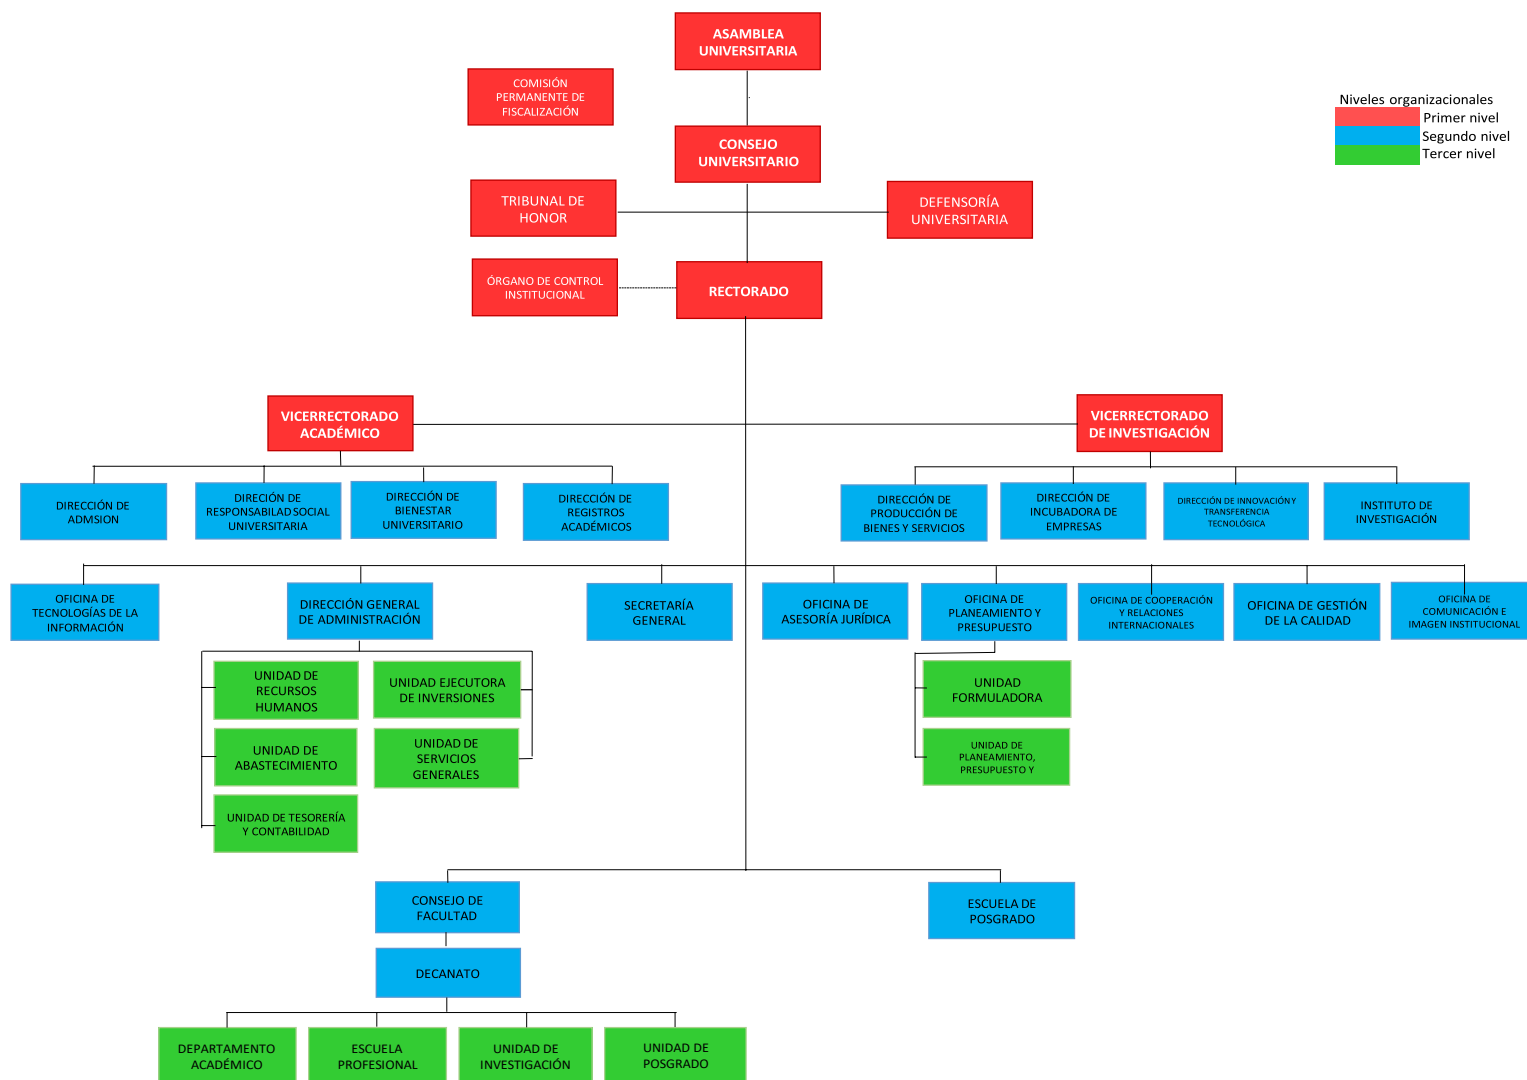 ASAMBLEA
UNIVERSITARIA
COMISIÓN
PERMANENTE DE
FISCALIZACIÓN
Niveles organizacionales
Primer nivel
Segundo nivel
Tercer nivel
CONSEJO
UNIVERSITARIO
TRIBUNAL DE
HONOR
DEFENSORÍA
UNIVERSITARIA
ÓRGANO DE CONTROL
INSTITUCIONAL
RECTORADO
VICERRECTORADO
ACADÉMICO
VICERRECTORADO
DE INVESTIGACIÓN
DIRECCIÓN DE
ADMSION
DIRECIÓN DE
RESPONSABILAD SOCIAL
UNIVERSITARIA
DIRECCIÓN DE
BIENESTAR
UNIVERSITARIO
DIRECCIÓN DE
REGISTROS
ACADÉMICOS
DIRECCIÓN DE
PRODUCCIÓN DE
BIENES Y SERVICIOS
DIRECCIÓN DE
INCUBADORA DE
EMPRESAS
DIRECCIÓN DE INNOVACIÓN Y
TRANSFERENCIA
TECNOLÓGICA
INSTITUTO DE
INVESTIGACIÓN
OFICINA DE
TECNOLOGÍAS DE LA
INFORMACIÓN
DIRECCIÓN GENERAL
DE ADMINISTRACIÓN
SECRETARÍA
GENERAL
OFICINA DE
ASESORÍA JURÍDICA
OFICINA DE
PLANEAMIENTO Y
PRESUPUESTO
OFICINA DE COOPERACIÓN
Y RELACIONES
INTERNACIONALES
OFICINA DE GESTIÓN
DE LA CALIDAD
OFICINA DE
COMUNICACIÓN E
IMAGEN INSTITUCIONAL
UNIDAD DE
RECURSOS
HUMANOS
UNIDAD EJECUTORA
DE INVERSIONES
UNIDAD
FORMULADORA
UNIDAD DE
ABASTECIMIENTO
UNIDAD DE
SERVICIOS
GENERALES
UNIDAD DE
PLANEAMIENTO,
PRESUPUESTO Y
UNIDAD DE TESORERÍA
Y CONTABILIDAD
CONSEJO DE
FACULTAD
ESCUELA DE
POSGRADO
DECANATO
DEPARTAMENTO
ACADÉMICO
ESCUELA
PROFESIONAL
UNIDAD DE
INVESTIGACIÓN
UNIDAD DE
POSGRADO